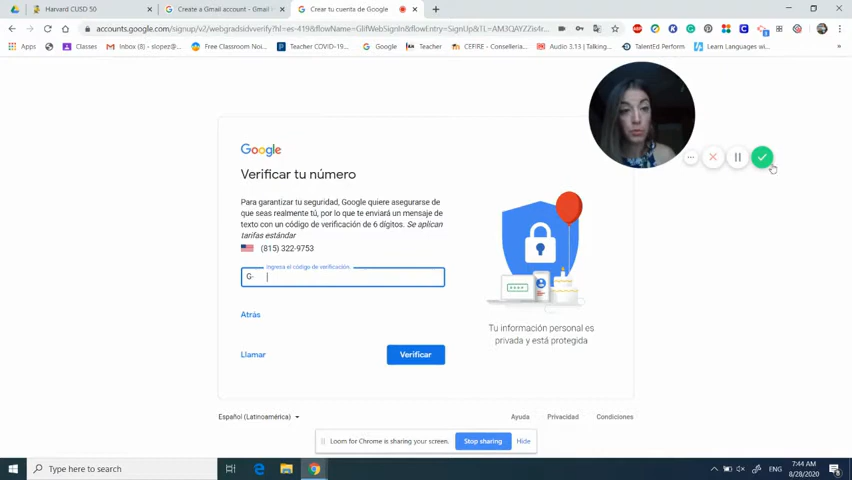 Harvard CUSD 50
Create a Gmail account - Gmail
Crear tu cuenta de Google
accounts.google.com/signup/v2/webgradsidverify?hl=es-419&flowName=GlifWebSignIn&flowEntry=SignUp&TL=AM3QAYZZis4r...
Apps
Classes
Inbox (8) - slopez@...
Free Classroom Noise...
Teacher COVID-19...
Google
Teacher
CEFIRE - Conselleria...
Audio 3.13 | Talking...
TalentEd Perform
Learn Languages wi...
Google
Verificar tu número
Para garantizar tu seguridad, Google quiere asegurarse de
que seas realmente tú, por lo que te enviará un mensaje de
texto con un código de verificación de 6 dígitos. Se aplican
tarifas estándar
(815) 322-9753
Ingresa el código de verificación.
G-
Atrás
Llamar
Verificar
Tu información personal es
privada y está protegida
Español (Latinoamérica)
Ayuda
Privacidad
Condiciones
Loom for Chrome is sharing your screen.
Stop sharing
Hide
Type here to search
ENG
7:44 AM
8/28/2020